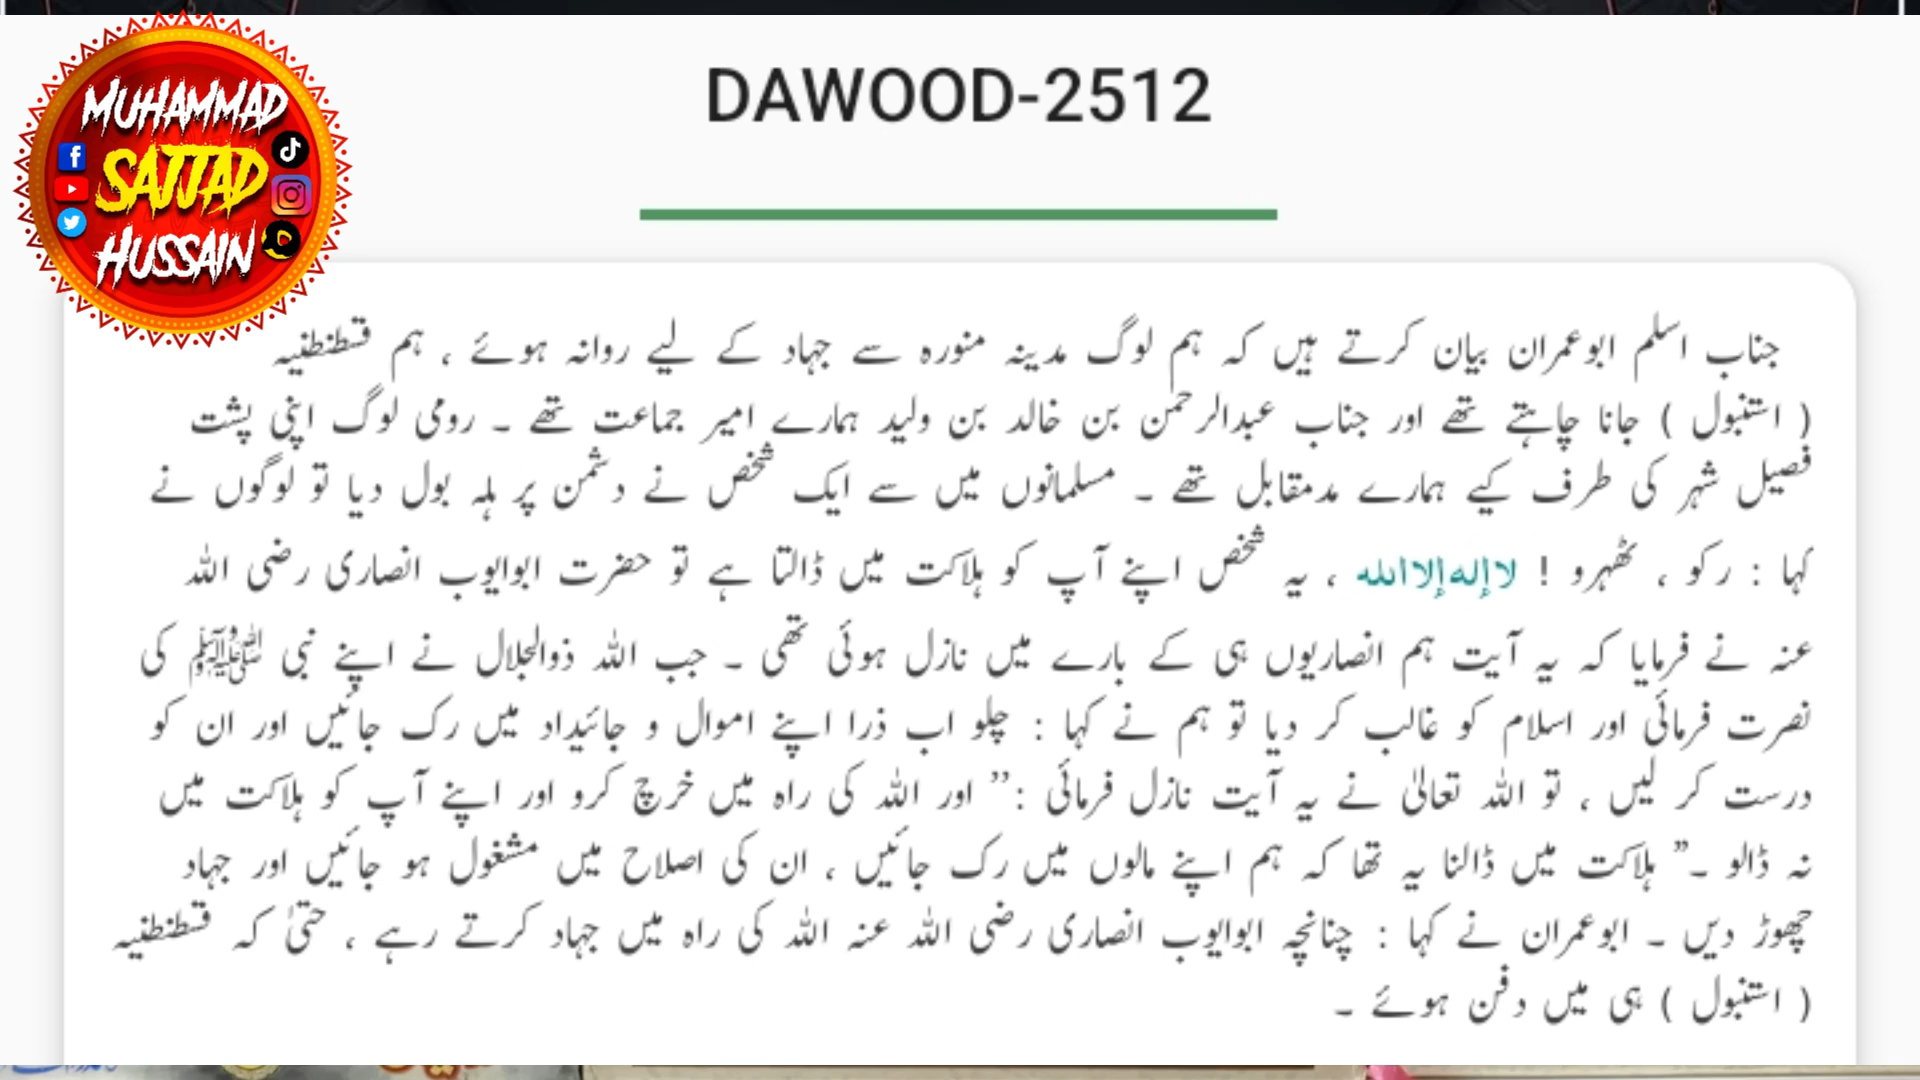 MUHAMMAD
SAJJAD
HUSSAIN
DAWOOD-2512
جناب اسلم ابوعمران بیان کرتے ہیں کہ ہم لوگ مدینہ منورہ سے جہاد کے لیے روانہ ہوئے ، ہم قسطنطنیہ
( استنبول ) جانا چاہتے تھے اور جناب عبدالرحمٰن بن خالد بن ولید ہمارے امیر جماعت تھے ۔ رومی لوگ اپنی پشت
فصیل شہر کی طرف کیے ہمارے مدمقابل تھے ۔ مسلمانوں میں سے ایک شخص نے دشمن پر ہلہ بول دیا تو لوگوں نے
کہا : رکو ، ٹھہرو ! لا إله إلا الله ، یہ شخص اپنے آپ کو ہلاکت میں ڈالتا ہے تو حضرت ابوایوب انصاری رضی اللہ
عنہ نے فرمایا کہ یہ آیت ہم انصاریوں ہی کے بارے میں نازل ہوئی تھی ۔ جب اللہ ذوالجلال نے اپنے نبی ﷺ کی
نصرت فرمائی اور اسلام کو غالب کر دیا تو ہم نے کہا : چلو اب ذرا اپنے اموال و جائیداد میں رک جائیں اور ان کو
درست کر لیں ، تو اللہ تعالیٰ نے یہ آیت نازل فرمائی :’’ اور اللہ کی راہ میں خرچ کرو اور اپنے آپ کو ہلاکت میں
نہ ڈالو ۔‘‘ ہلاکت میں ڈالنا یہ تھا کہ ہم اپنے مالوں میں رک جائیں ، ان کی اصلاح میں مشغول ہو جائیں اور جہاد
چھوڑ دیں ۔ ابوعمران نے کہا : چنانچہ ابوایوب انصاری رضی اللہ عنہ اللہ کی راہ میں جہاد کرتے رہے ، حتیٰ کہ قسطنطنیہ
( استنبول ) ہی میں دفن ہوئے ۔